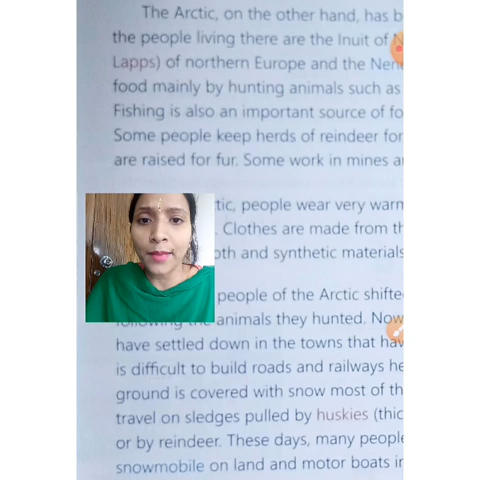 The Arctic, on the other hand, has b
the people living there are the Inuit of N
Lapps) of northern Europe and the Nen
food mainly by hunting animals such as
Fishing is also an important source of fo
Some people keep herds of reindeer for
are raised for fur. Some work in mines a
tic, people wear very warm
. Clothes are made from th
oth and synthetic materials
people of the Arctic shifte
following the animals they hunted. Now
have settled down in the towns that hav
is difficult to build roads and railways he
ground is covered with snow most of th
travel on sledges pulled by huskies (thic
or by reindeer. These days, many people
snowmobile on land and motor boats in